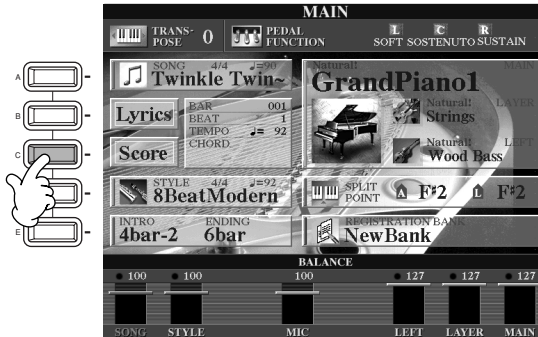 MAIN
TRANS-
POSE 0
PEDAL
FUNCTION
L C R
SOFT SOSTENUTO SUSTAIN
SONG 4/4 ♩=90
Twinkle Twin~
Natural! MAIN
GrandPiano1
A
B
C
E
Lyrics
Score
BAR 001
BEAT 1
TEMPO ♩= 92
CHORD
Natural! LAYER
Strings
Natural! LEFT
Wood Bass
STYLE 4/4 ♩=92
8BeatModern
SPLIT
POINT A F♯2 L F♯2
INTRO
4bar-2
ENDING
6bar
REGISTRATION BANK
NewBank
BALANCE
100 100 100 127 127 127
SONG STYLE MIC LEFT LAYER MAIN